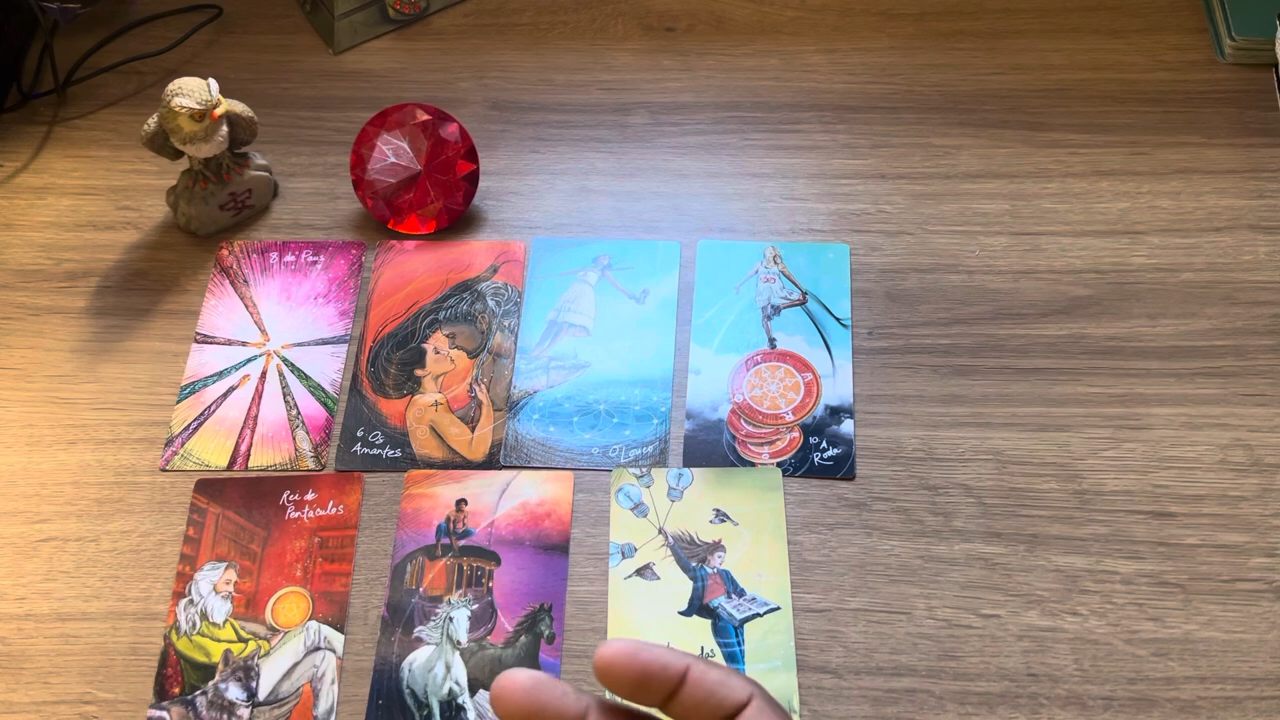 8 de Paus
6. Os
Amantes
0. O Louco
10. A
Roda
Rei de
Pentáculos